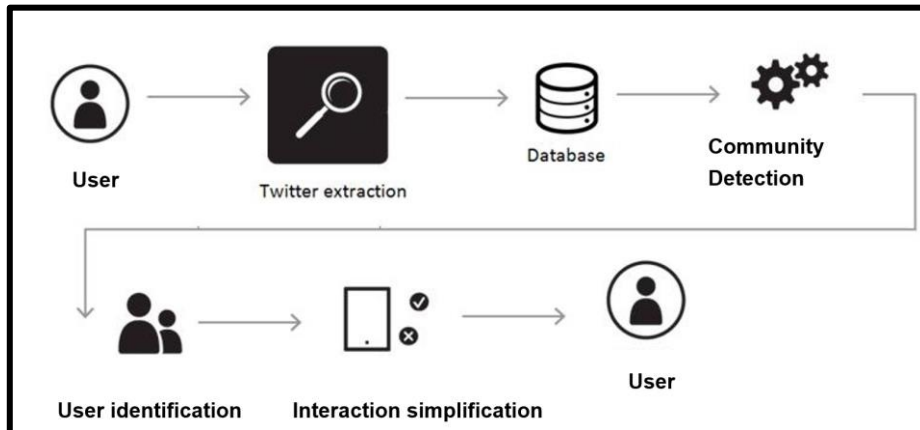 User
Twitter extraction
Database
Community
Detection
User identification
Interaction simplification
User